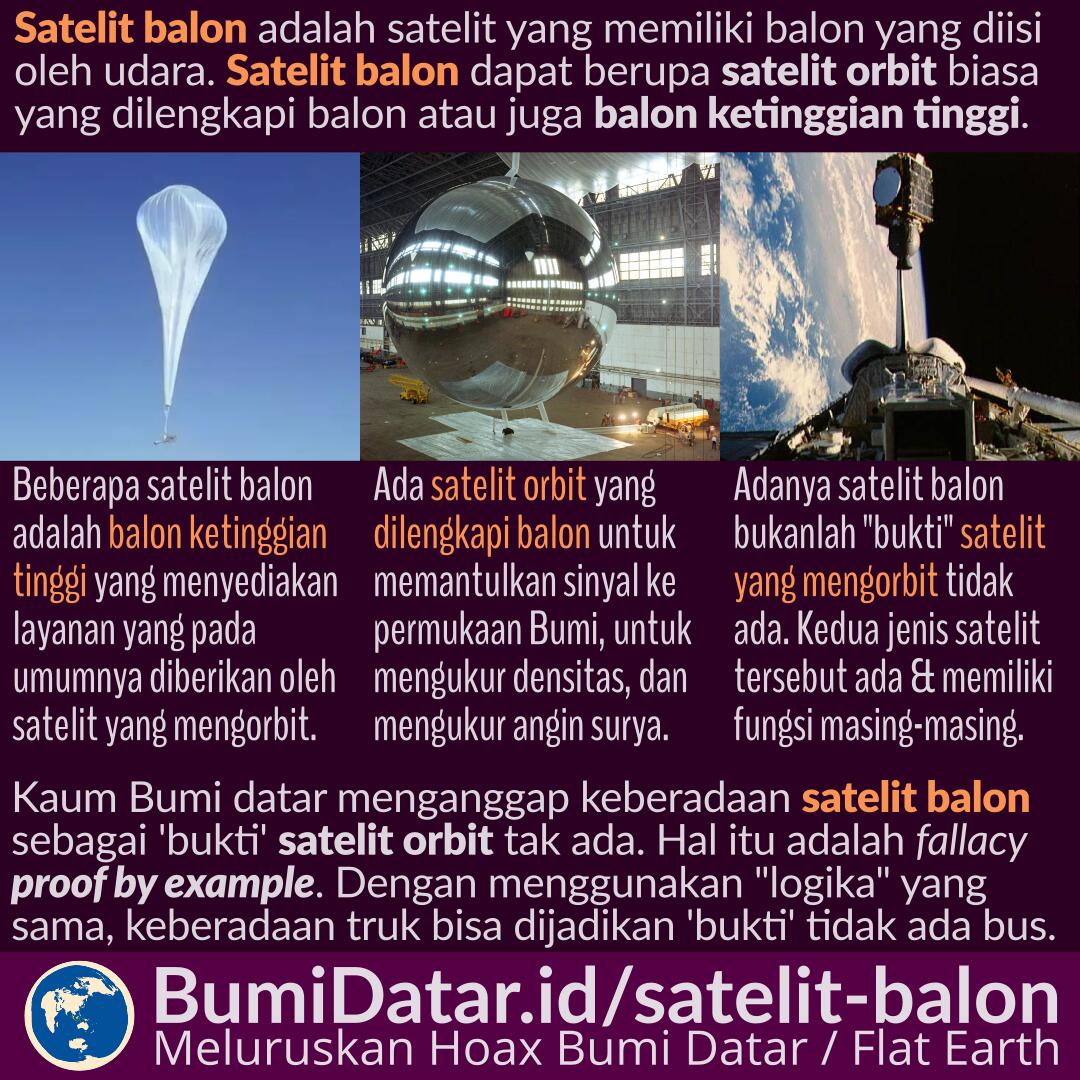 Satelit balon adalah satelit yang memiliki balon yang diisi
oleh udara. Satelit balon dapat berupa satelit orbit biasa
yang dilengkapi balon atau juga balon ketinggian tinggi.
Beberapa satelit balon
adalah balon ketinggian
tinggi yang menyediakan
layanan yang pada
umumnya diberikan oleh
satelit yang mengorbit.
Ada satelit orbit yang
dilengkapi balon untuk
memantulkan sinyal ke
permukaan Bumi, untuk
mengukur densitas, dan
mengukur angin surya.
Adanya satelit balon
bukanlah "bukti" satelit
yang mengorbit tidak
ada. Kedua jenis satelit
tersebut ada & memiliki
fungsi masing-masing.
Kaum Bumi datar menganggap keberadaan satelit balon
sebagai 'bukti' satelit orbit tak ada. Hal itu adalah fallacy
proof by example. Dengan menggunakan "logika" yang
sama, keberadaan truk bisa dijadikan 'bukti' tidak ada bus.
BumiDatar.id/satelit-balon
Meluruskan Hoax Bumi Datar / Flat Earth